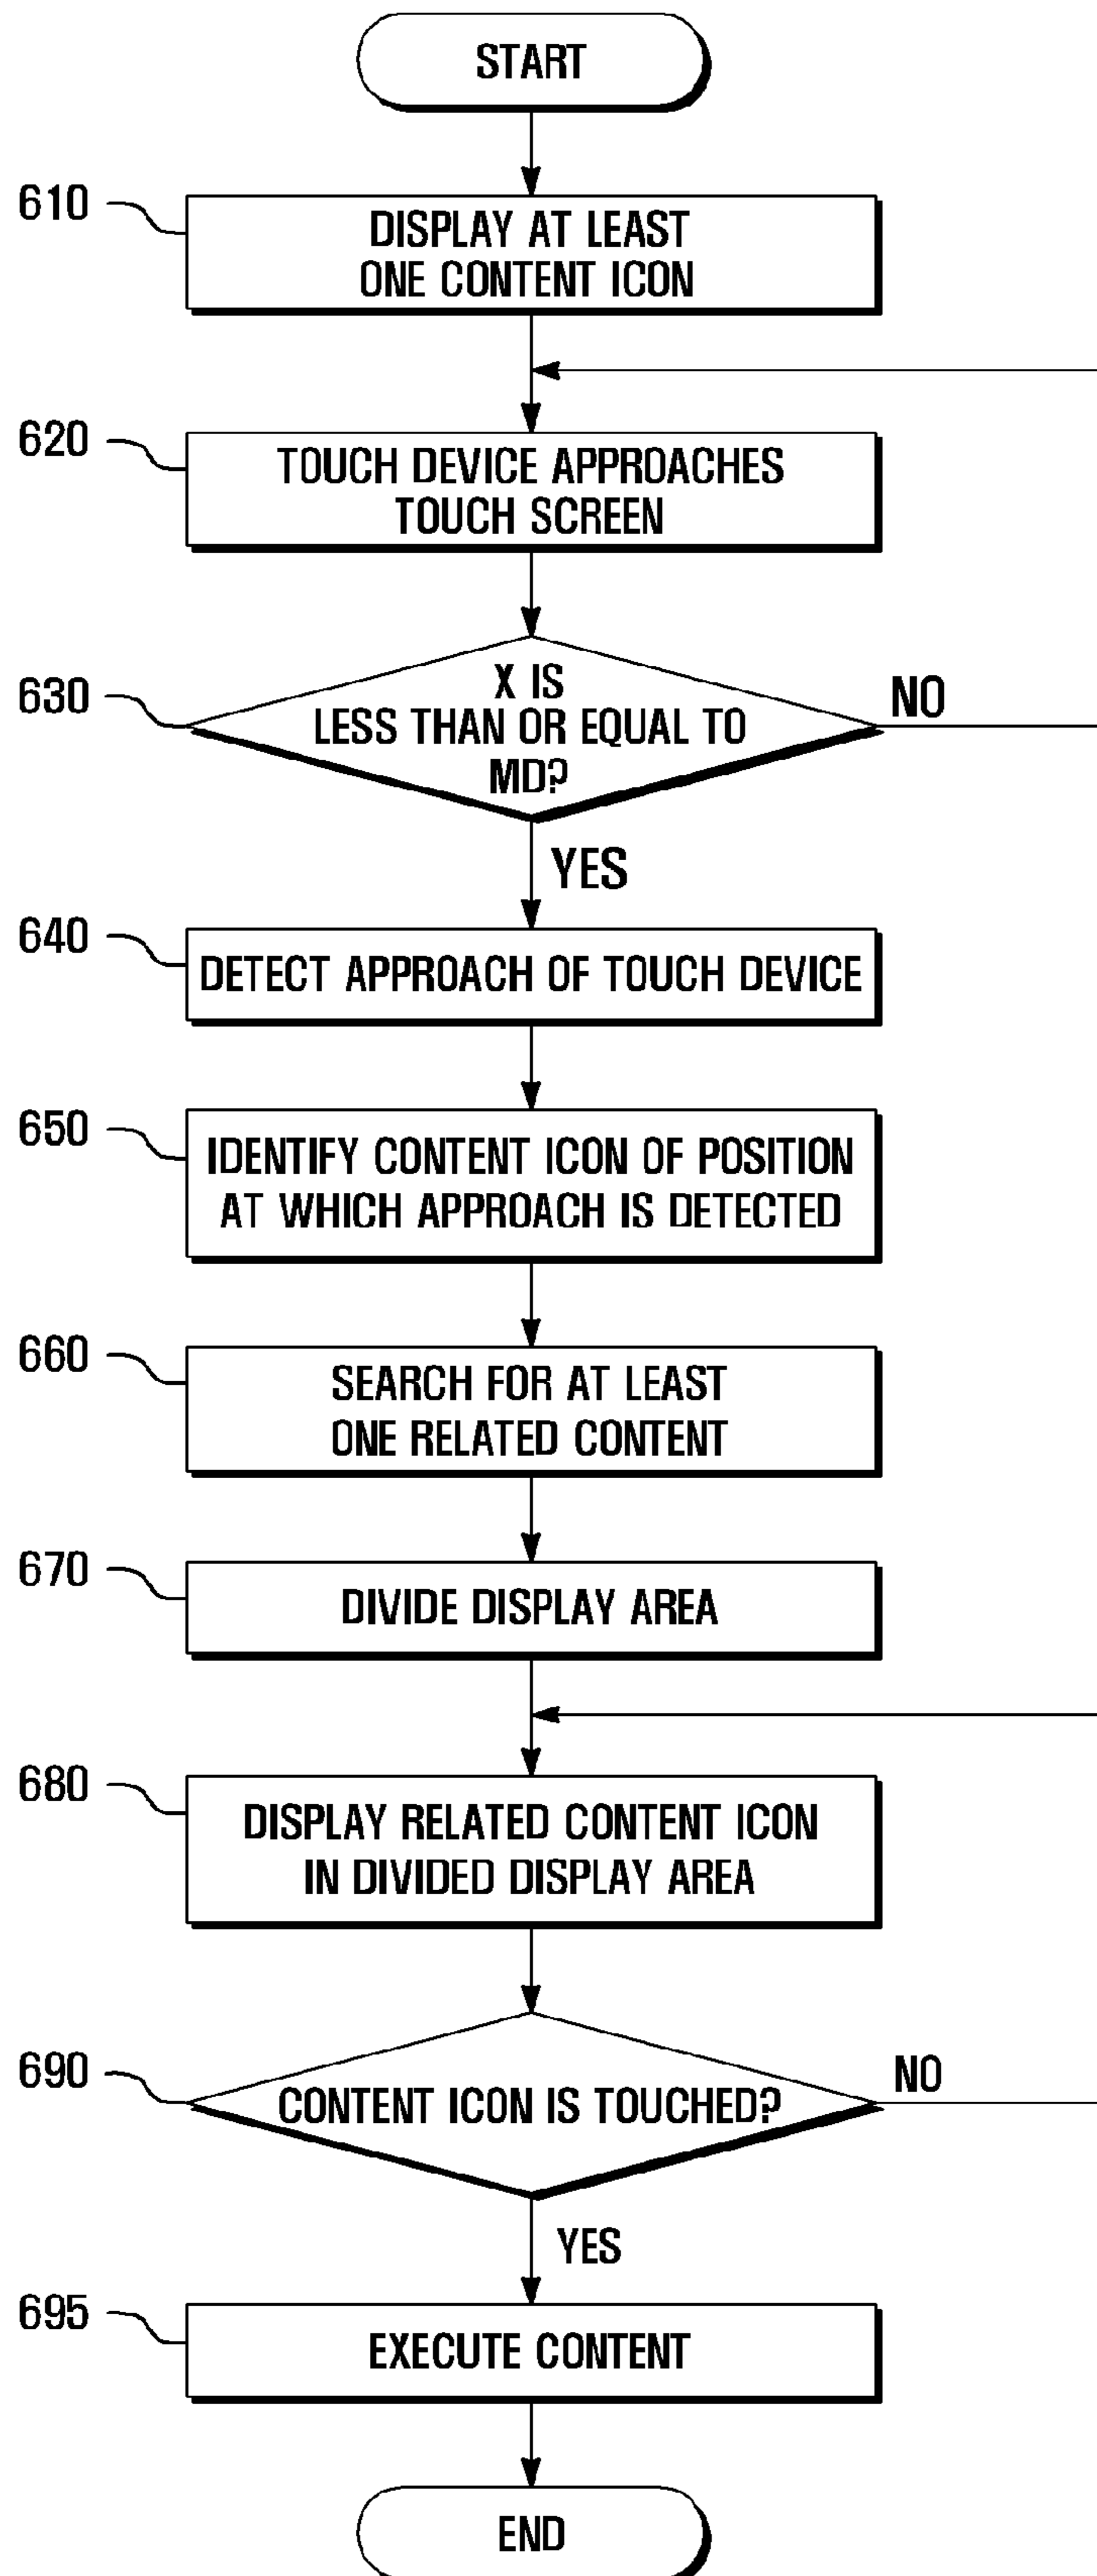 START
610
DISPLAY AT LEAST
ONE CONTENT ICON
620
TOUCH DEVICE APPROACHES
TOUCH SCREEN
630
X IS
LESS THAN OR EQUAL TO
MD?
NO
YES
640
DETECT APPROACH OF TOUCH DEVICE
650
IDENTIFY CONTENT ICON OF POSITION
AT WHICH APPROACH IS DETECTED
660
SEARCH FOR AT LEAST
ONE RELATED CONTENT
670
DIVIDE DISPLAY AREA
680
DISPLAY RELATED CONTENT ICON
IN DIVIDED DISPLAY AREA
690
CONTENT ICON IS TOUCHED?
NO
YES
695
EXECUTE CONTENT
END